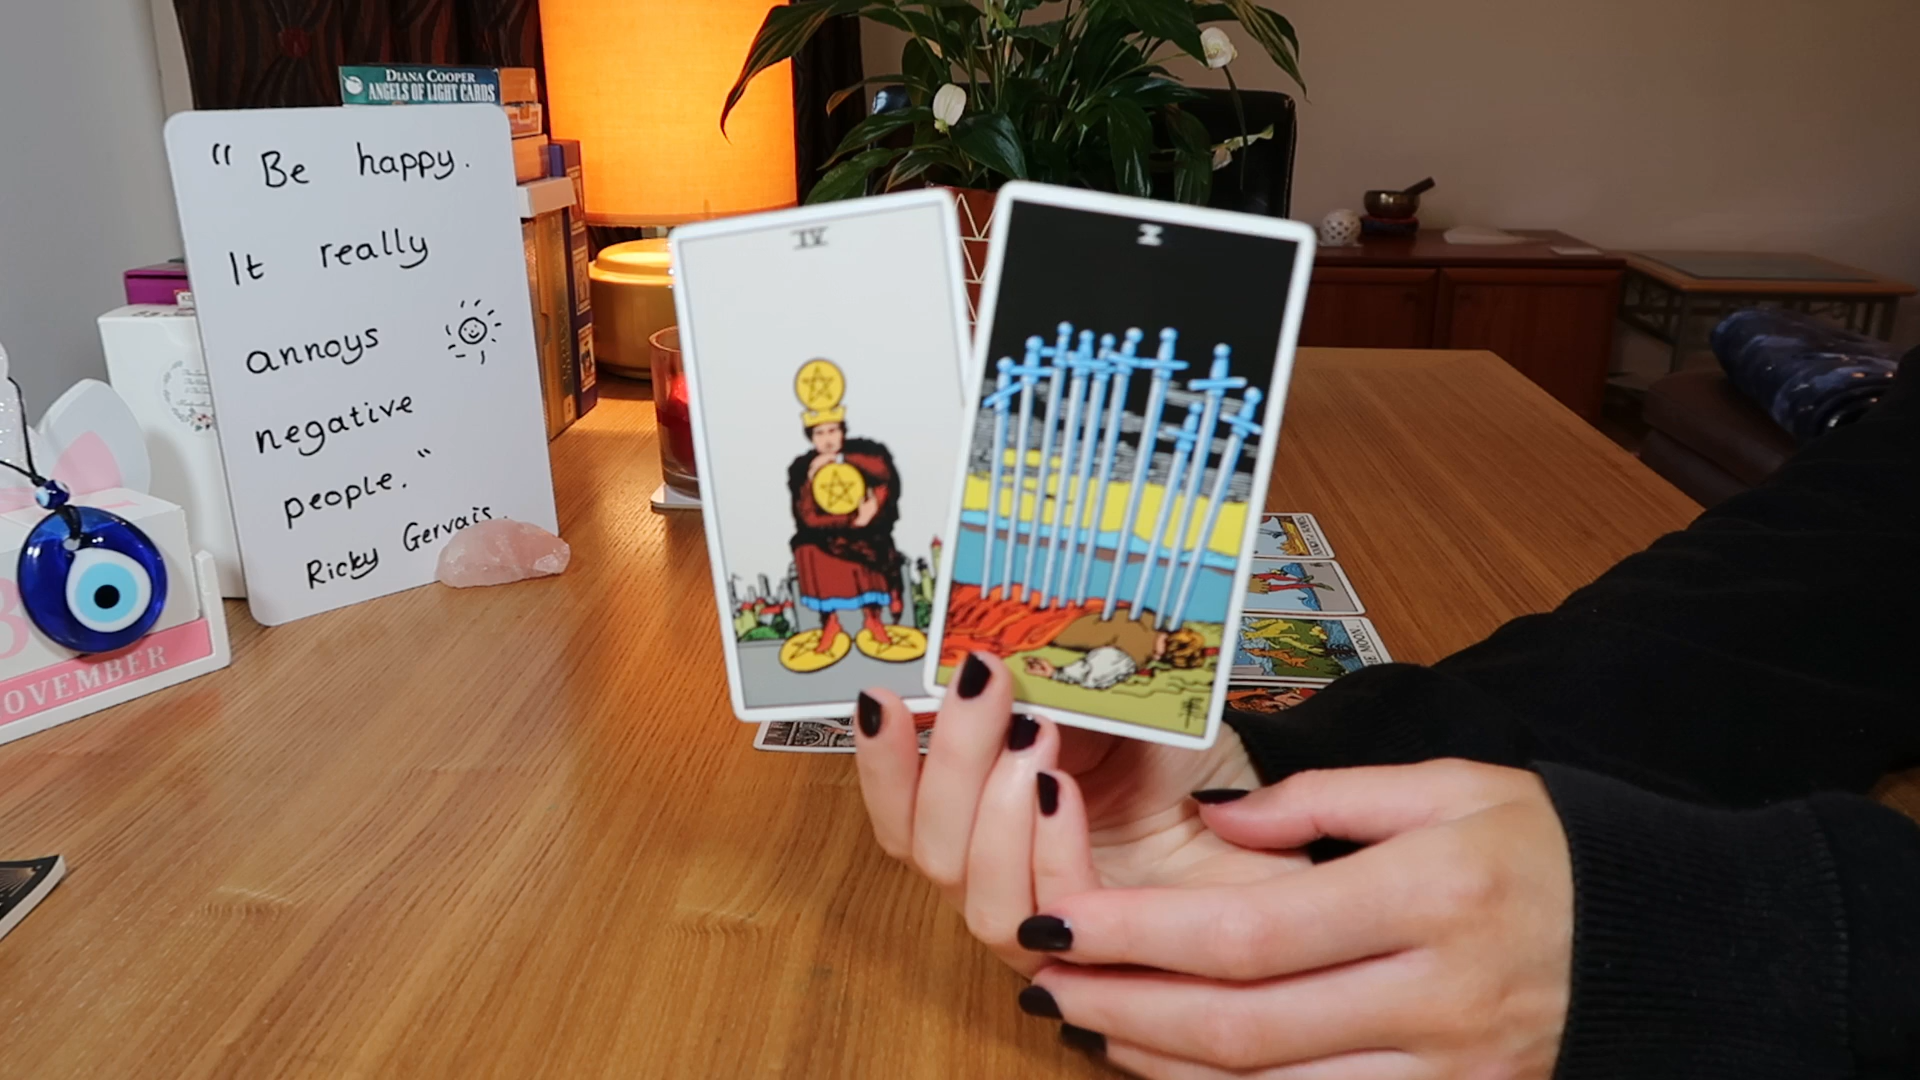 DIANA COOPER
ANGELS OF LIGHT CARDS
“ Be happy.
It really
annoys
negative
people.”
Ricky Gervais.
IV
X
THE MOON.
OVEMBER